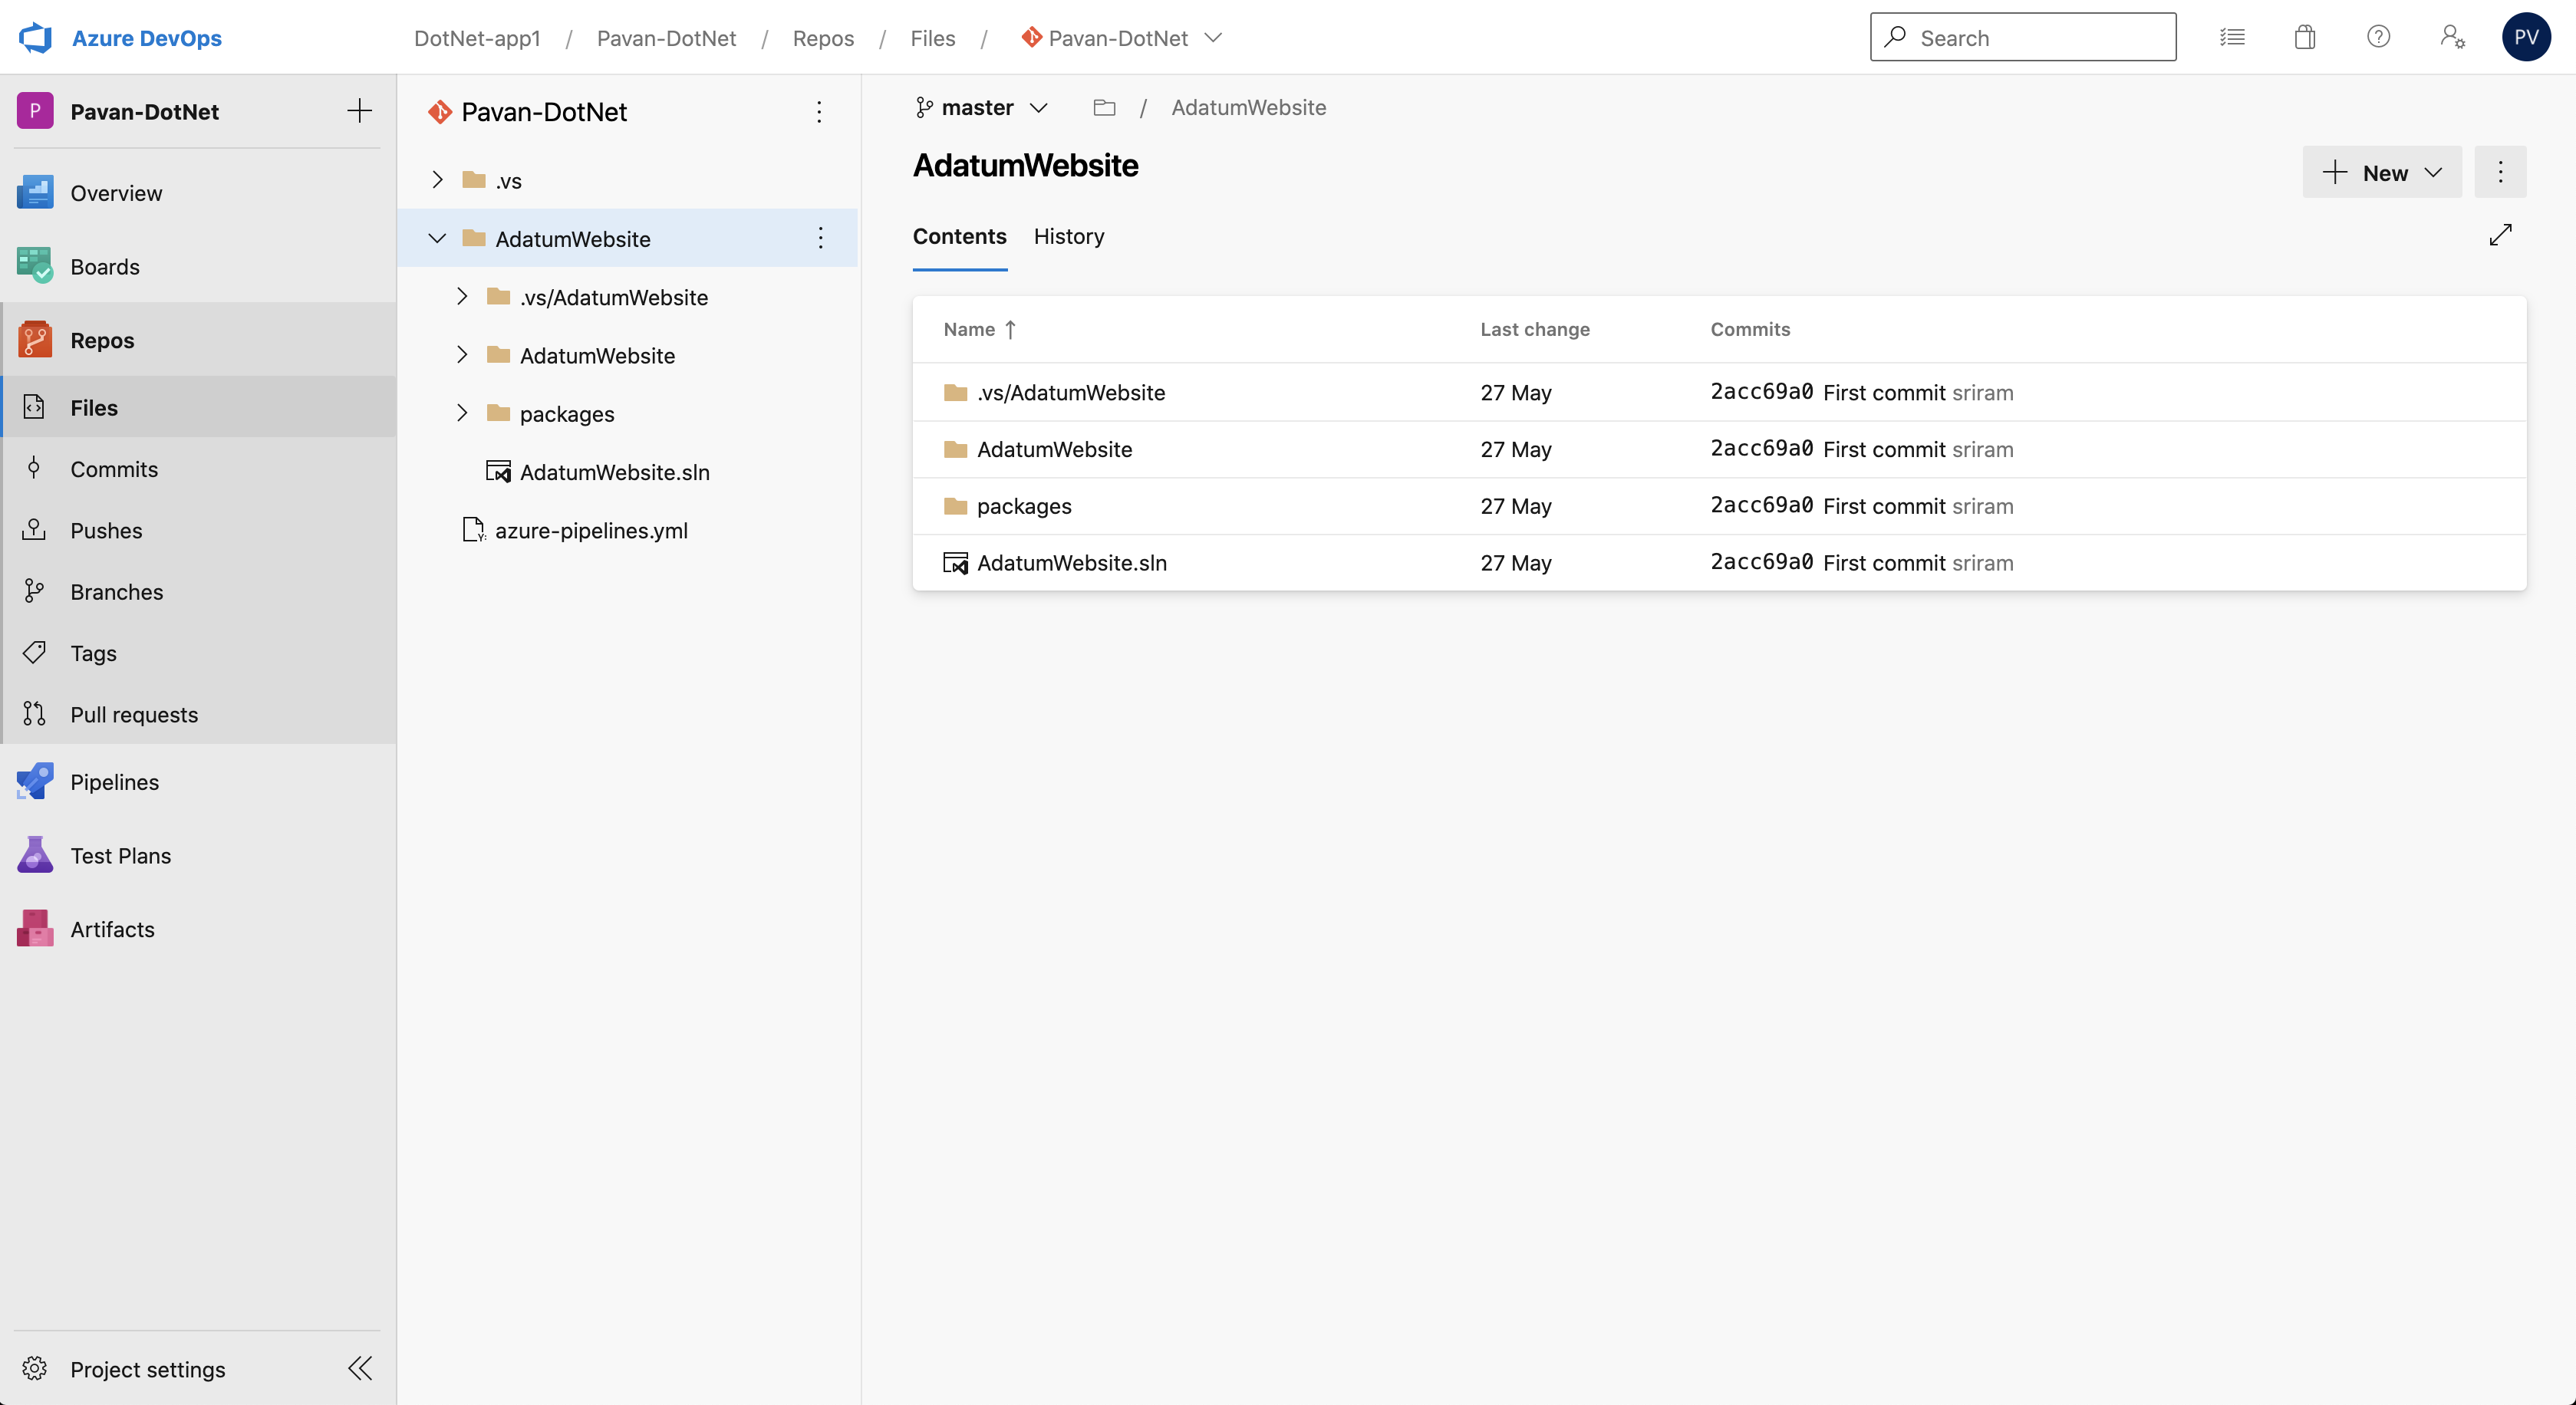 Azure DevOps
DotNet-app1 / Pavan-DotNet / Repos / Files / Pavan-DotNet
Search
PV
P Pavan-DotNet
Overview
Boards
Repos
Files
Commits
Pushes
Branches
Tags
Pull requests
Pipelines
Test Plans
Artifacts
Project settings
Pavan-DotNet
.vs
AdatumWebsite
.vs/AdatumWebsite
AdatumWebsite
packages
AdatumWebsite.sln
azure-pipelines.yml
master / AdatumWebsite
AdatumWebsite
New
Contents History
Name Last change Commits
.vs/AdatumWebsite 27 May 2acc69a0 First commit sriram
AdatumWebsite 27 May 2acc69a0 First commit sriram
packages 27 May 2acc69a0 First commit sriram
AdatumWebsite.sln 27 May 2acc69a0 First commit sriram